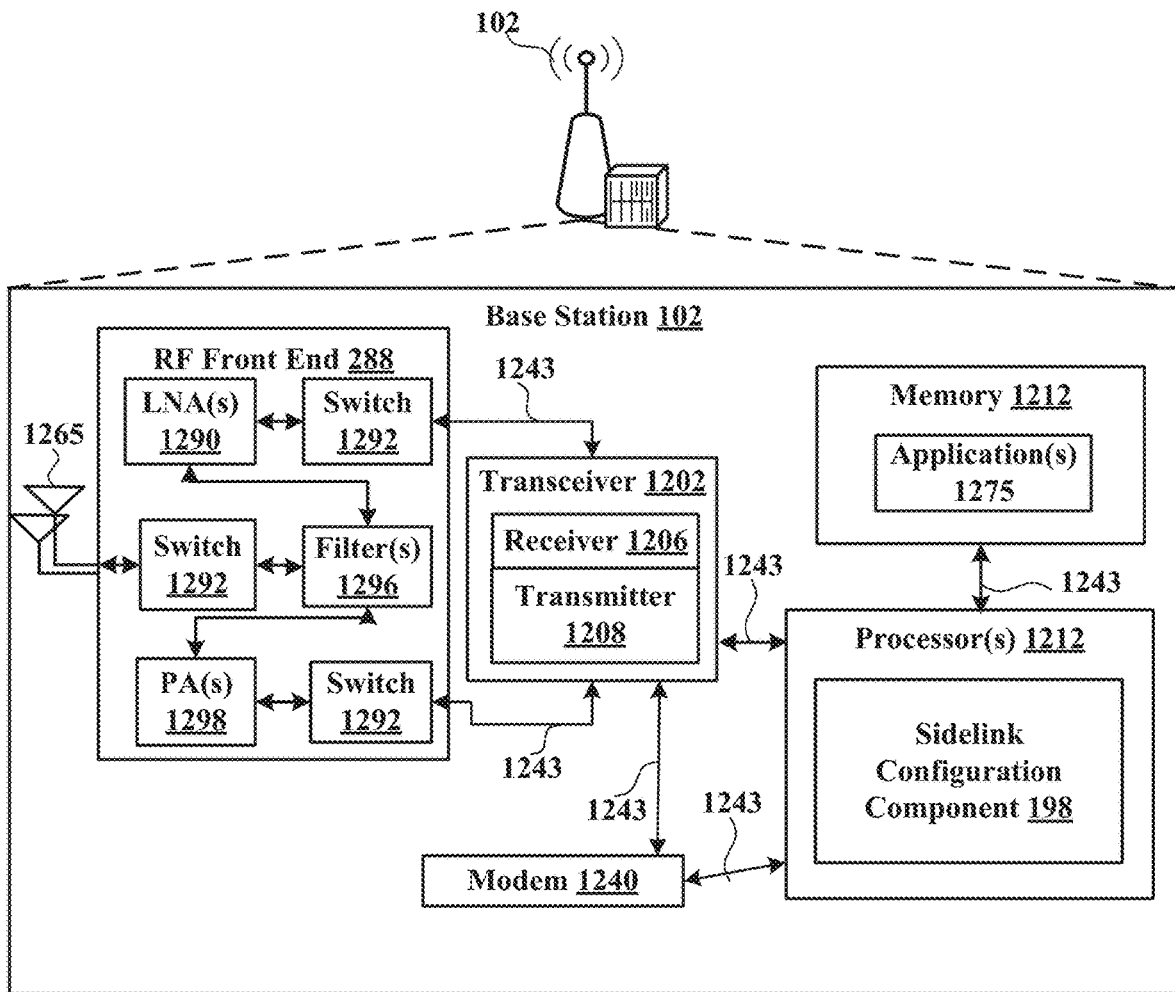 102
Base Station 102
RF Front End 288
LNA(s)
1290
Switch
1292
1243
Memory 1212
Application(s)
1275
1265
Transceiver 1202
Receiver 1206
Transmitter
1208
Switch
1292
Filter(s)
1296
1243
1243
Processor(s) 1212
Sidelink
Configuration
Component 198
PA(s)
1298
Switch
1292
1243
1243
1243
Modem 1240